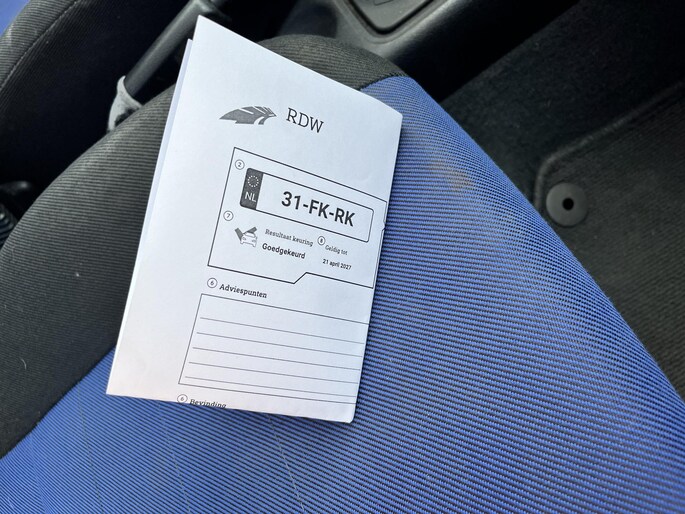 RDW
2
NL
31-FK-RK
7
Resultaat keuring
8
Geldig tot
Goedgekeurd
21 april 2027
6
Adviespunten
6
Bevinding